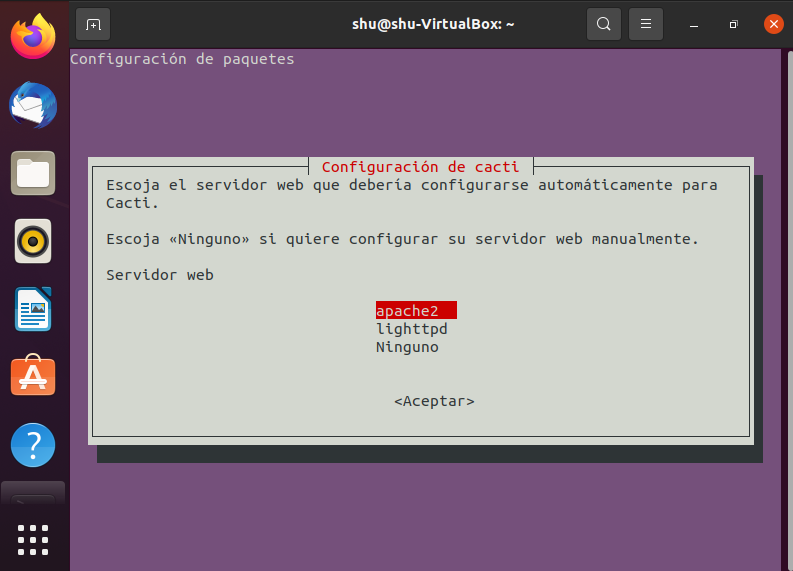 shu@shu-VirtualBox: ~
Configuración de paquetes
Configuración de cacti
Escoja el servidor web que debería configurarse automáticamente para
Cacti.
Escoja «Ninguno» si quiere configurar su servidor web manualmente.
Servidor web
apache2
lighttpd
Ninguno
<Aceptar>